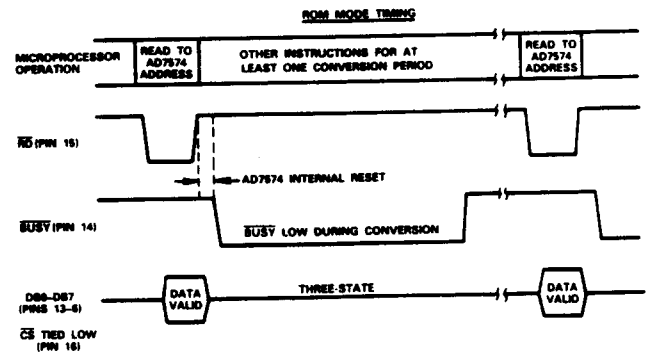 ROM MODE TIMING
MICROPROCESSOR
OPERATION
READ TO
AD7574
ADDRESS
OTHER INSTRUCTIONS FOR AT
LEAST ONE CONVERSION PERIOD
READ TO
AD7574
ADDRESS
RD (PIN 15)
AD7574 INTERNAL RESET
BUSY (PIN 14)
BUSY LOW DURING CONVERSION
DB0-DB7
(PINS 13-6)
DATA
VALID
THREE-STATE
DATA
VALID
CS TIED LOW
(PIN 16)